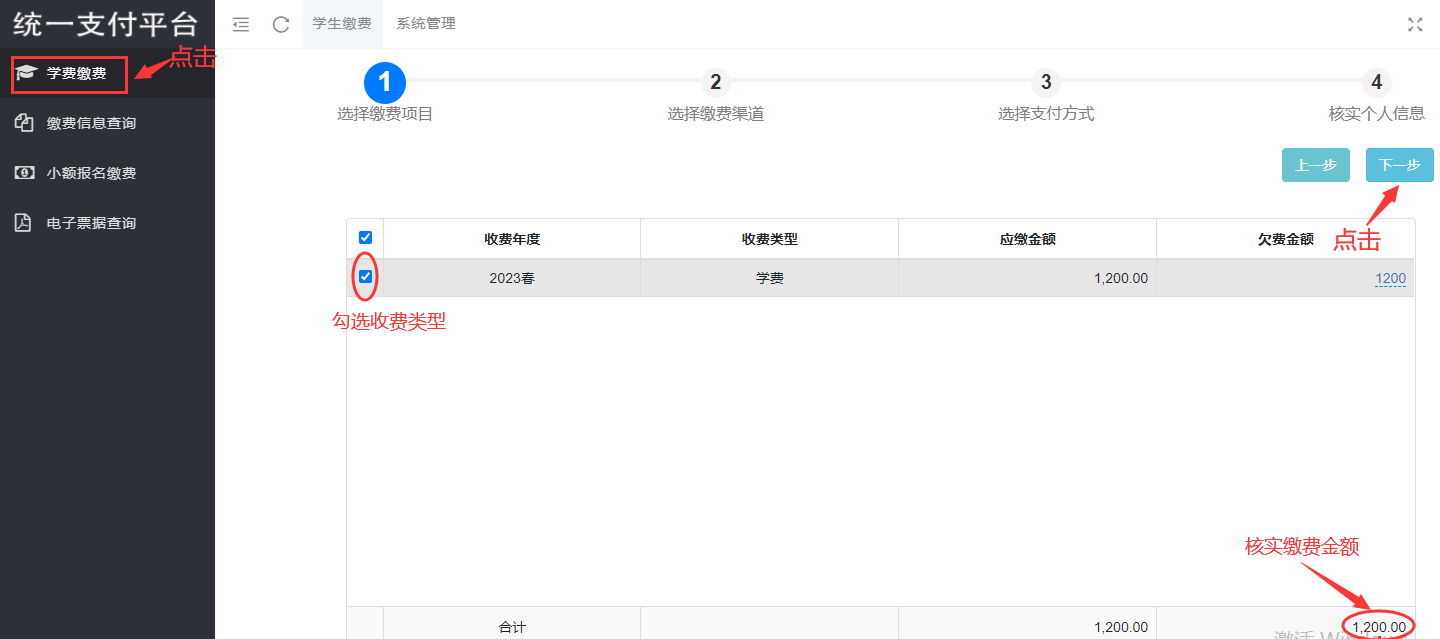 统一支付平台
学生缴费
系统管理
点击
学费缴费
缴费信息查询
小额报名缴费
电子票据查询
1
2
3
4
选择缴费项目
选择缴费渠道
选择支付方式
核实个人信息
上一步
下一步
点击
收费年度
收费类型
应缴金额
欠费金额
2023春
学费
1,200.00
1200
勾选收费类型
核实缴费金额
合计
1,200.00
1,200.00